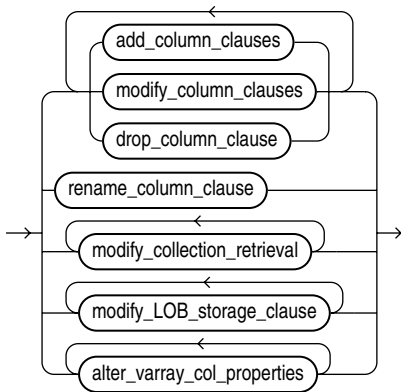 add_column_clauses
modify_column_clauses
drop_column_clause
rename_column_clause
modify_collection_retrieval
modify_LOB_storage_clause
alter_varray_col_properties